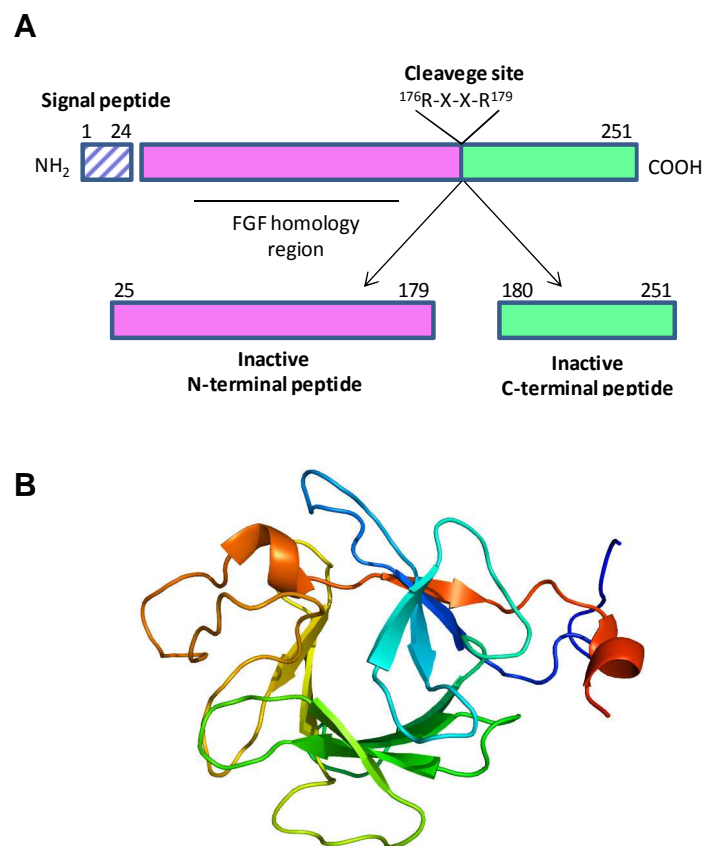 A
Cleavege site
176R-X-X-R179
Signal peptide
1 24
251
NH2
COOH
FGF homology
region
25 179
180 251
Inactive
N-terminal peptide
Inactive
C-terminal peptide
B